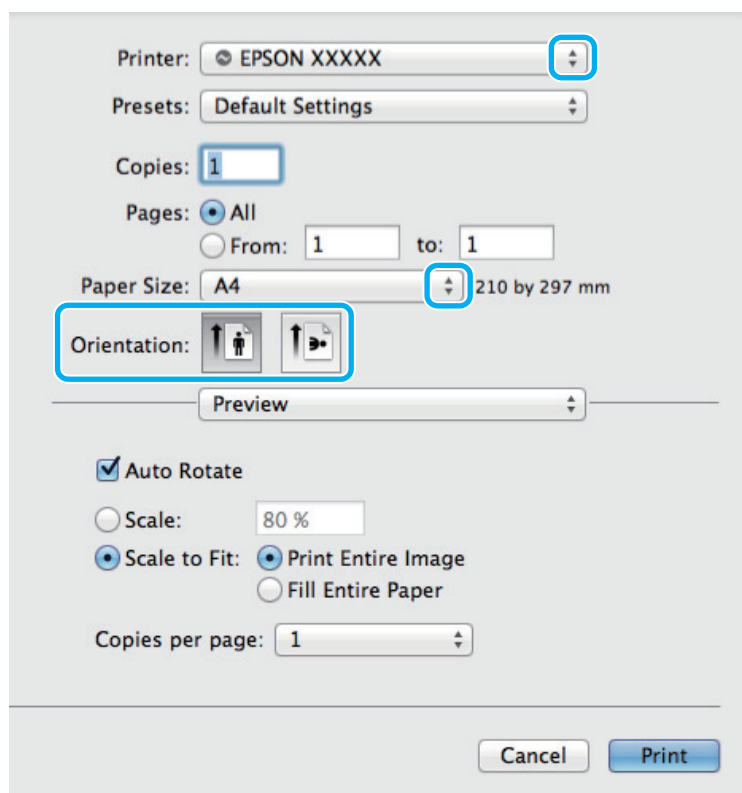 Printer: EPSON XXXXX
Presets: Default Settings
Copies: 1
Pages: All
From: 1 to: 1
Paper Size: A4 210 by 297 mm
Orientation:
Preview
Auto Rotate
Scale: 80 %
Scale to Fit: Print Entire Image
Fill Entire Paper
Copies per page: 1
Cancel Print